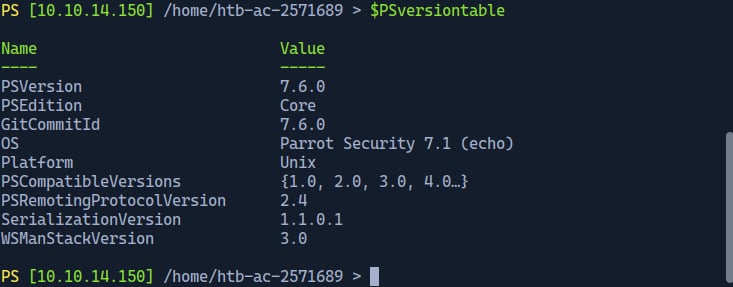 PS [10.10.14.150] /home/htb-ac-2571689 > $PSversiontable
Name Value
---- -----
PSVersion 7.6.0
PSEdition Core
GitCommitId 7.6.0
OS Parrot Security 7.1 (echo)
Platform Unix
PSCompatibleVersions {1.0, 2.0, 3.0, 4.0…}
PSRemotingProtocolVersion 2.4
SerializationVersion 1.1.0.1
WSManStackVersion 3.0
PS [10.10.14.150] /home/htb-ac-2571689 >